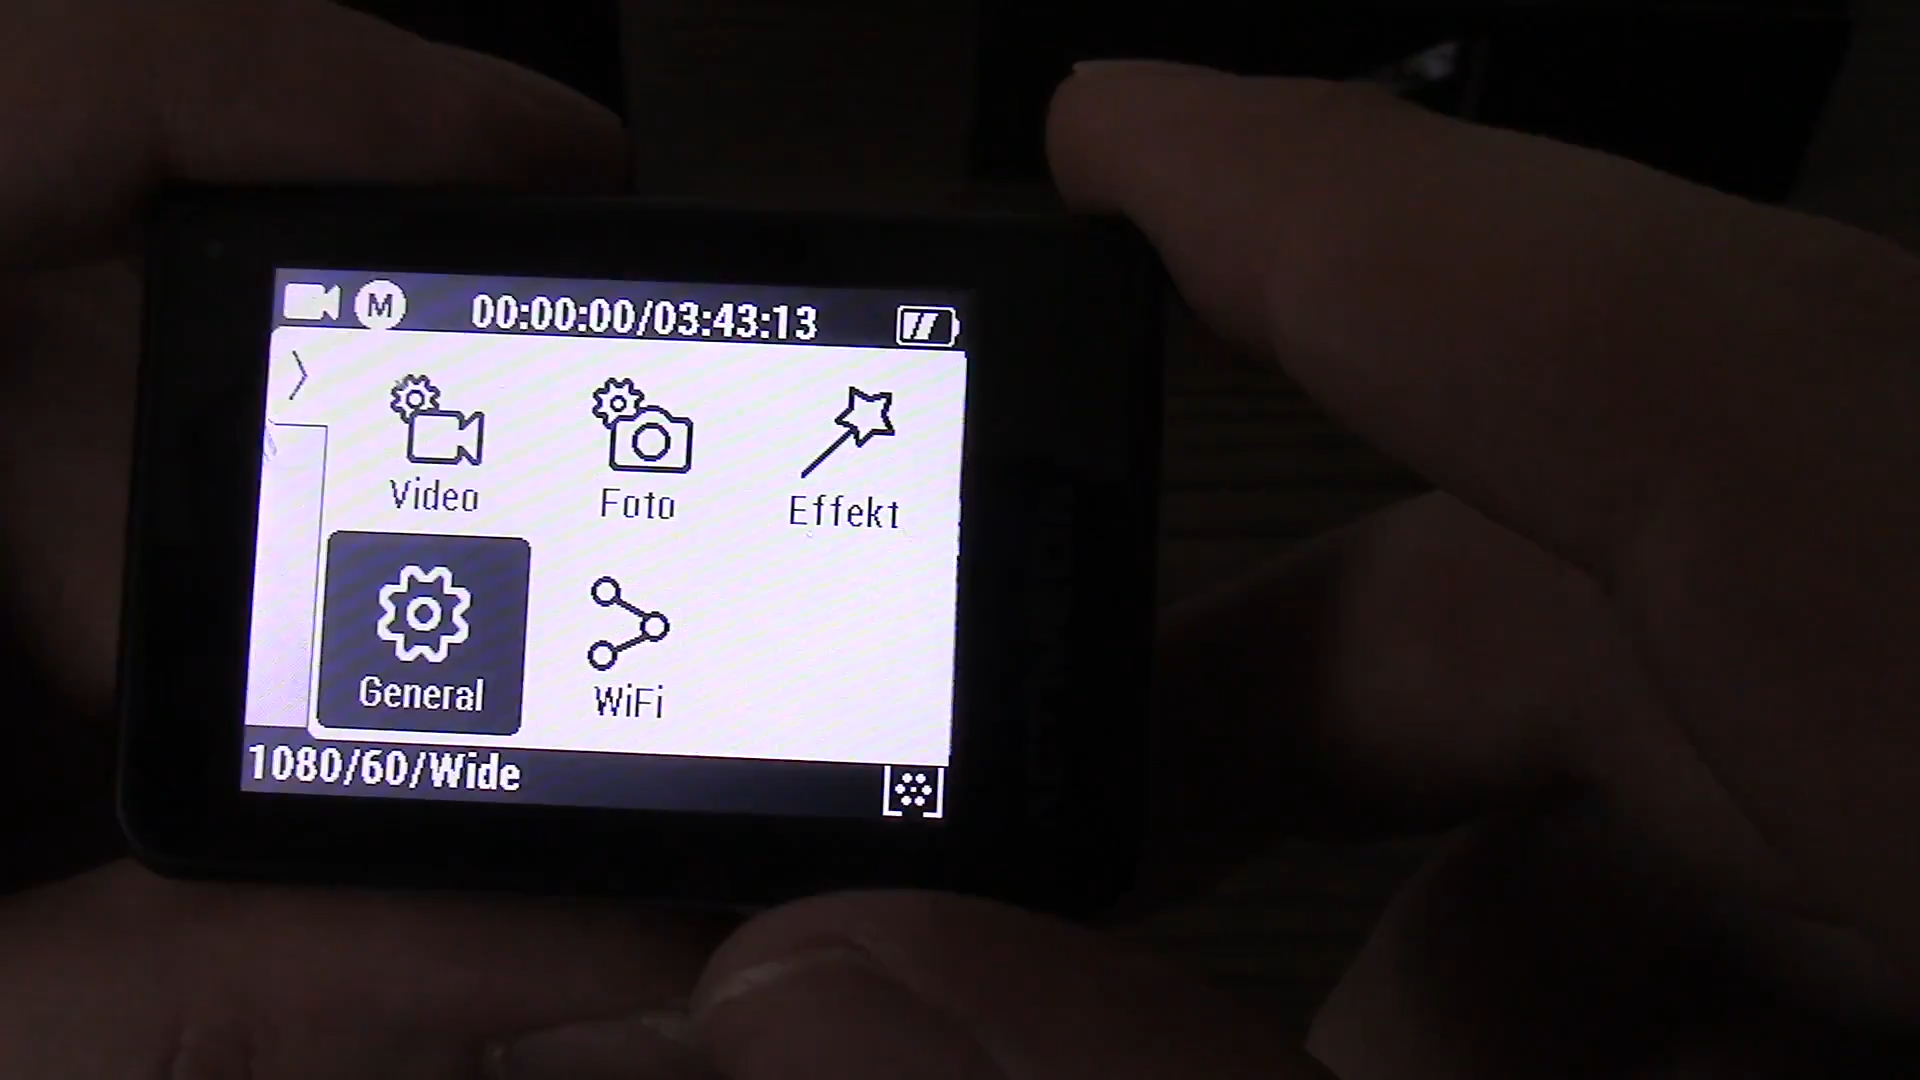 M 00:00:00/03:43:13
Video Foto Effekt
General WiFi
1080/60/Wide